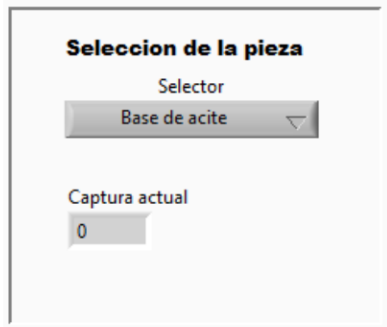 Seleccion de la pieza
Selector
Base de acite
Captura actual
0